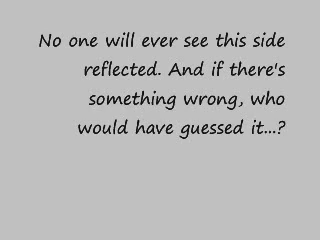 No one will ever see this side
reflected. And if there's
something wrong, who
would have guessed it...?